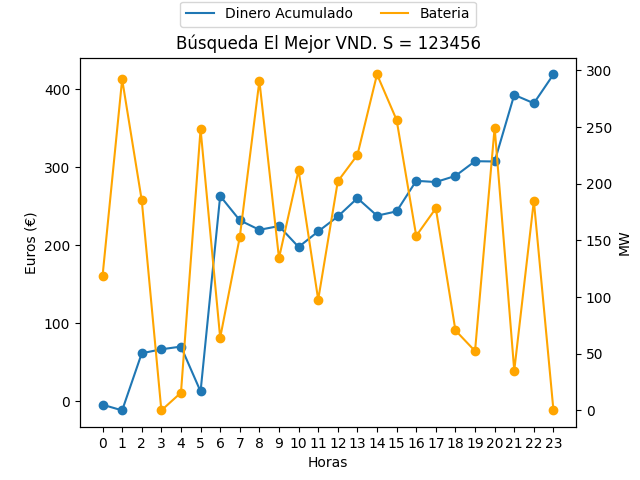 Dinero Acumulado Bateria
Búsqueda El Mejor VND. S = 123456
400
300
200
100
0
Euros (€)
300
250
200
150
100
50
0
MW
0 1 2 3 4 5 6 7 8 9 10 11 12 13 14 15 16 17 18 19 20 21 22 23
Horas